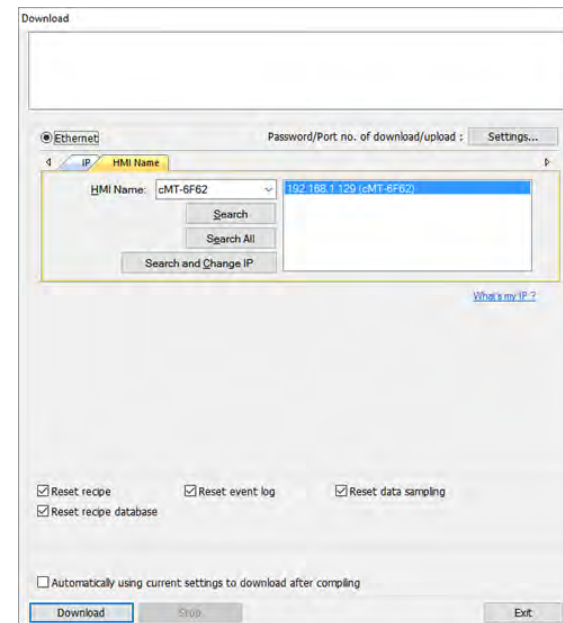 Download
Ethernet Password/Port no. of download/upload : Settings...
IP HMI Name
HMI Name: cMT-6F62 192.168.1.129 (cMT-6F62)
Search
Search All
Search and Change IP
What's my IP ?
Reset recipe Reset event log Reset data sampling
Reset recipe database
Automatically using current settings to download after compiling
Download Stop Exit